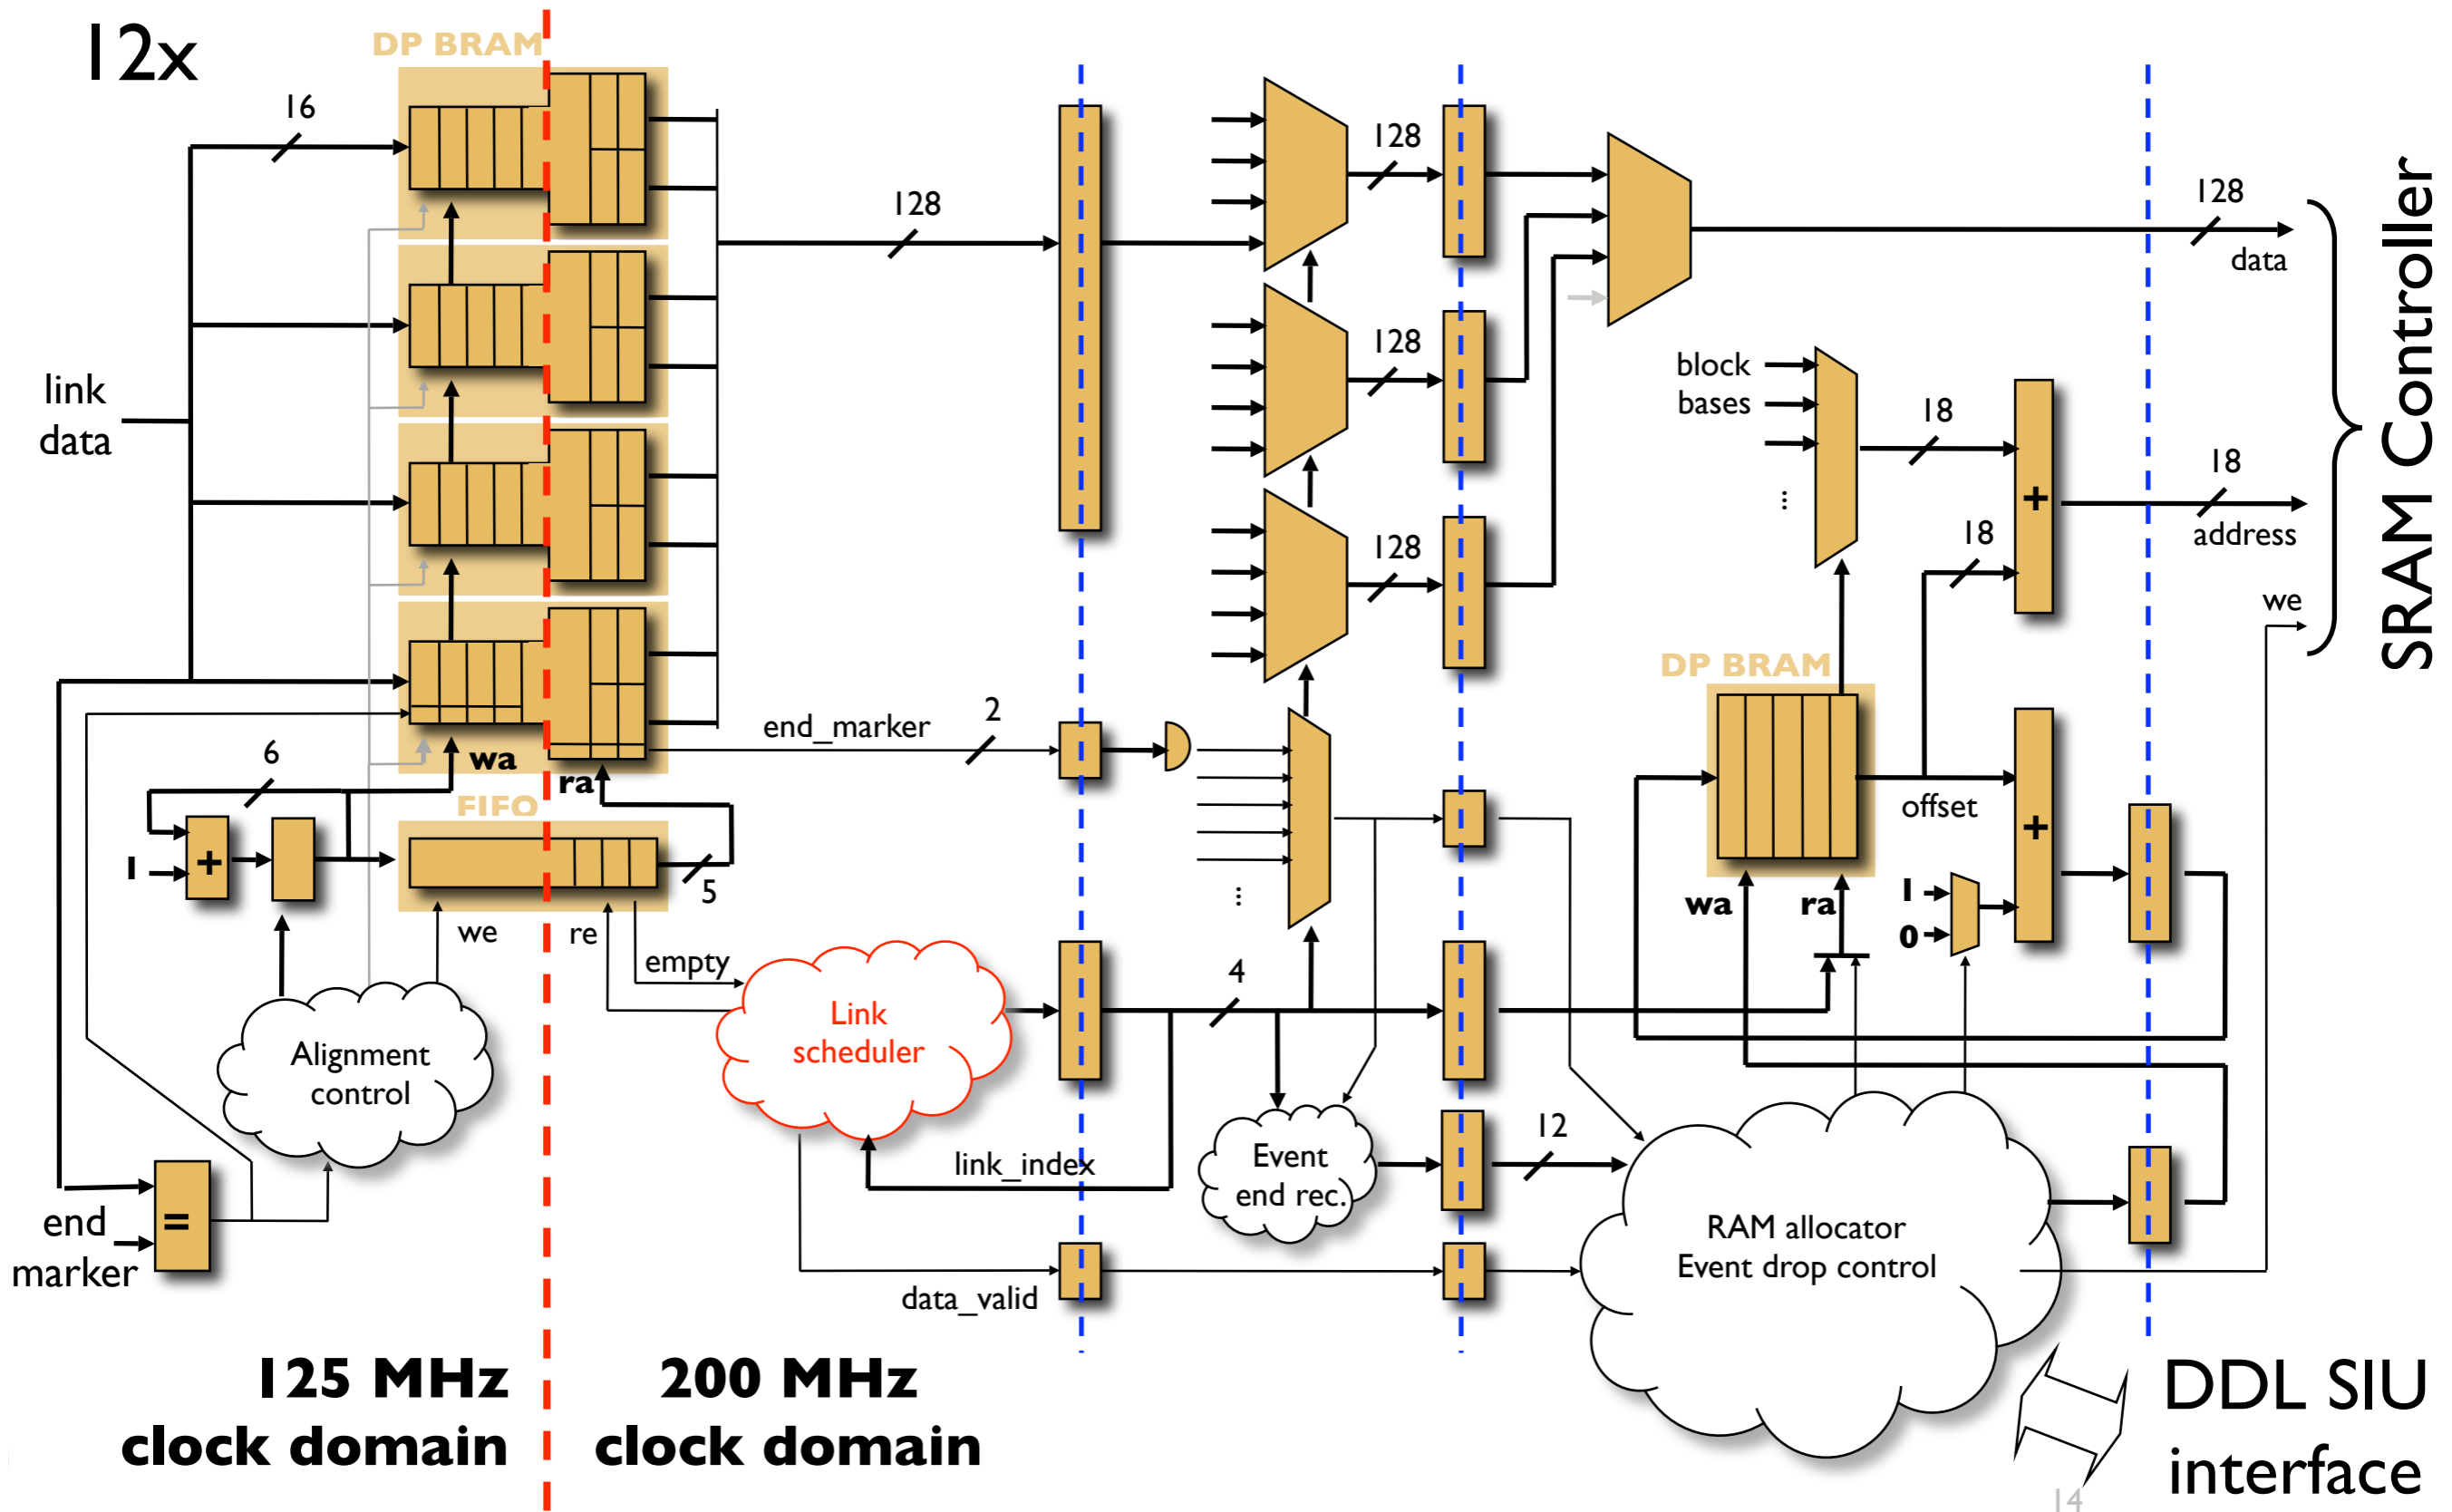 12x
DP BRAM
16
128
128
128
data
128
128
link
data
block
bases
18
18
18
address
...
+
we
SRAM Controller
DP BRAM
end_marker
2
6
wa
ra
FIFO
1
+
5
we
re
empty
...
offset
+
wa
ra
1
0
Link
scheduler
4
Alignment
control
link_index
Event
end rec.
12
end
marker
=
RAM allocator
Event drop control
data_valid
125 MHz
clock domain
200 MHz
clock domain
DDL SIU
interface
14